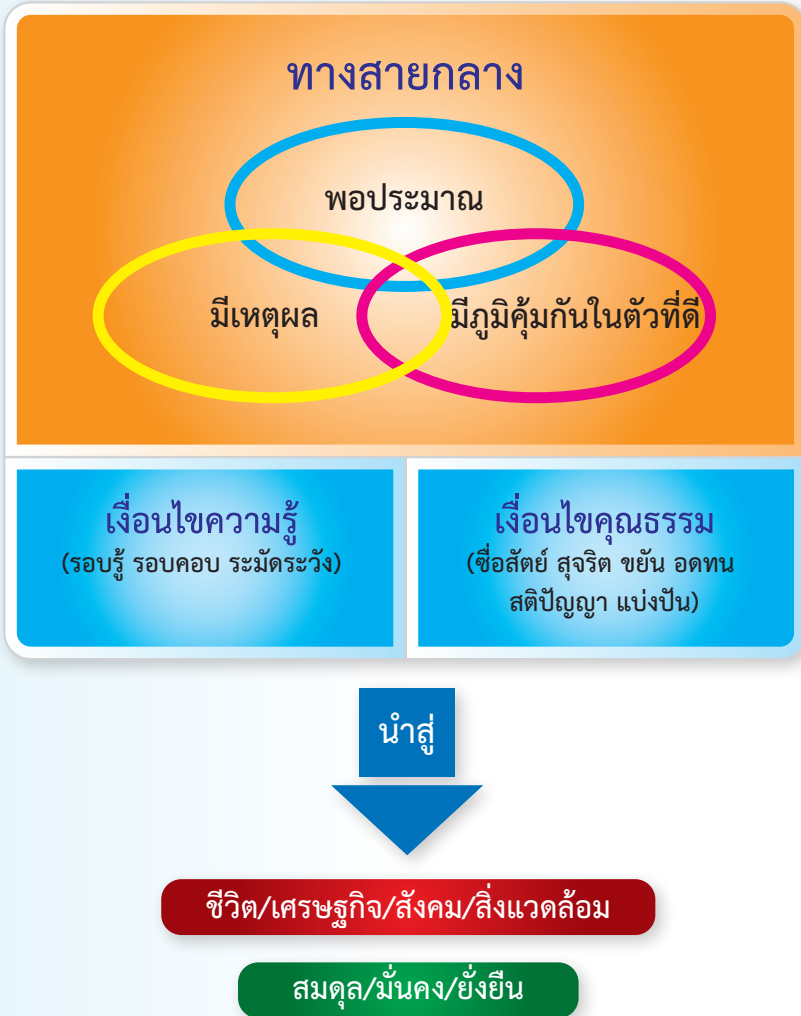 ทางสายกลาง
พอประมาณ
มีเหตุผล
มีภูมิคุ้มกันในตัวที่ดี
เงื่อนไขความรู้
(รอบรู้ รอบคอบ ระมัดระวัง)
เงื่อนไขคุณธรรม
(ซื่อสัตย์ สุจริต ขยัน อดทน
สติปัญญา แบ่งปัน)
นำสู่
ชีวิต/เศรษฐกิจ/สังคม/สิ่งแวดล้อม
สมดุล/มั่นคง/ยั่งยืน